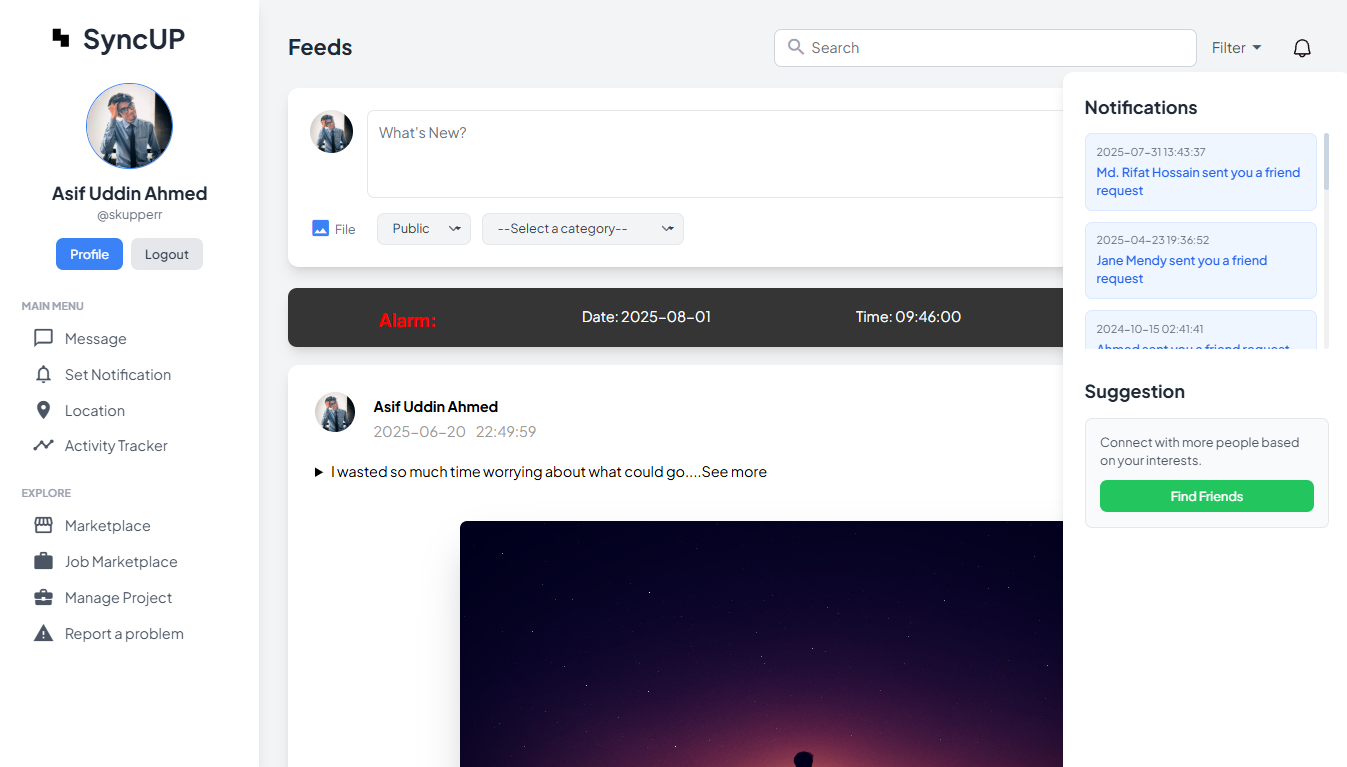 SyncUP
Asif Uddin Ahmed
@skupperr
Profile
Logout
MAIN MENU
Message
Set Notification
Location
Activity Tracker
EXPLORE
Marketplace
Job Marketplace
Manage Project
Report a problem
Feeds
Search
Filter
What's New?
File
Public
--Select a category--
Alarm:
Date: 2025-08-01
Time: 09:46:00
Asif Uddin Ahmed
2025-06-20 22:49:59
I wasted so much time worrying about what could go....See more
Notifications
2025-07-31 13:43:37
Md. Rifat Hossain sent you a friend
request
2025-04-23 19:36:52
Jane Mendy sent you a friend
request
2024-10-15 02:41:41
Ahmed sent you a friend request
Suggestion
Connect with more people based
on your interests.
Find Friends